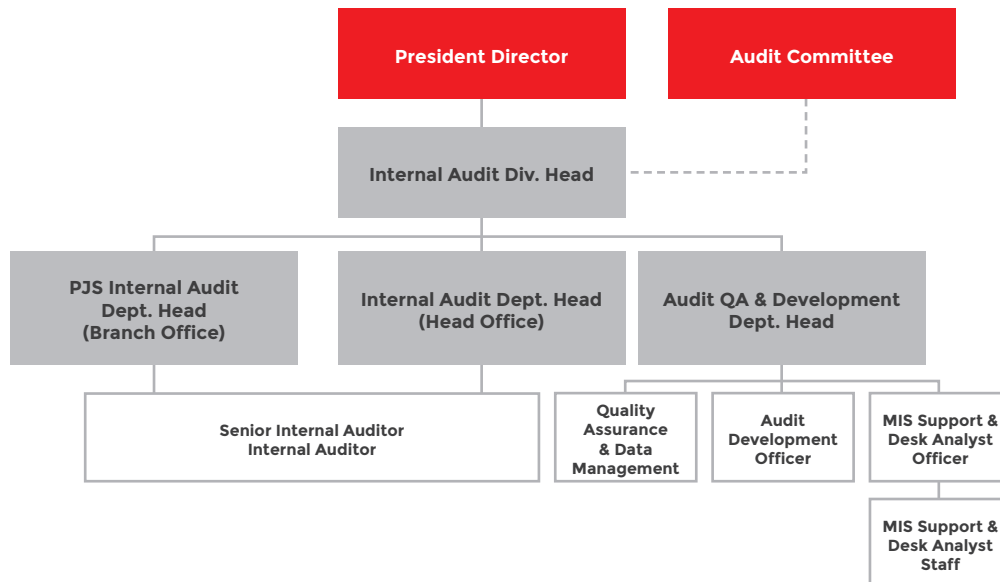 President Director
Audit Committee
Internal Audit Div. Head
PJS Internal Audit
Dept. Head
(Branch Office)
Internal Audit Dept. Head
(Head Office)
Audit QA & Development
Dept. Head
Senior Internal Auditor
Internal Auditor
Quality
Assurance
& Data
Management
Audit
Development
Officer
MIS Support &
Desk Analyst
Officer
MIS Support &
Desk Analyst
Staff